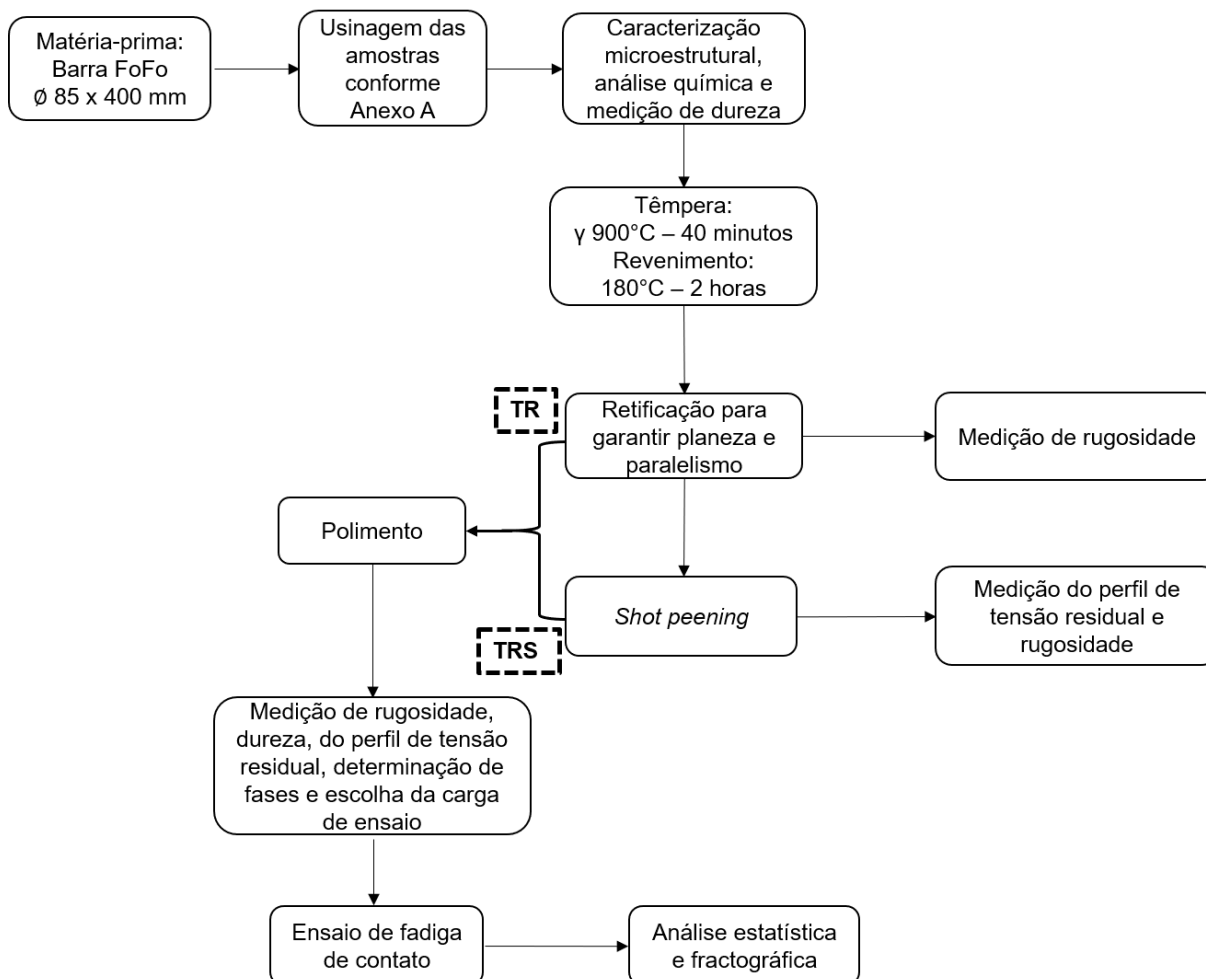 Matéria-prima:
Barra FoFo
Ø 85 x 400 mm
Usinagem das
amostras
conforme
Anexo A
Caracterização
microestrutural,
análise química e
medição de dureza
Têmpera:
γ 900°C – 40 minutos
Revenimento:
180°C – 2 horas
TR
Retificação para
garantir planeza e
paralelismo
Medição de rugosidade
Polimento
Shot peening
TRS
Medição do perfil de
tensão residual e
rugosidade
Medição de rugosidade,
dureza, do perfil de tensão
residual, determinação de
fases e escolha da carga
de ensaio
Ensaio de fadiga
de contato
Análise estatística
e fractográfica